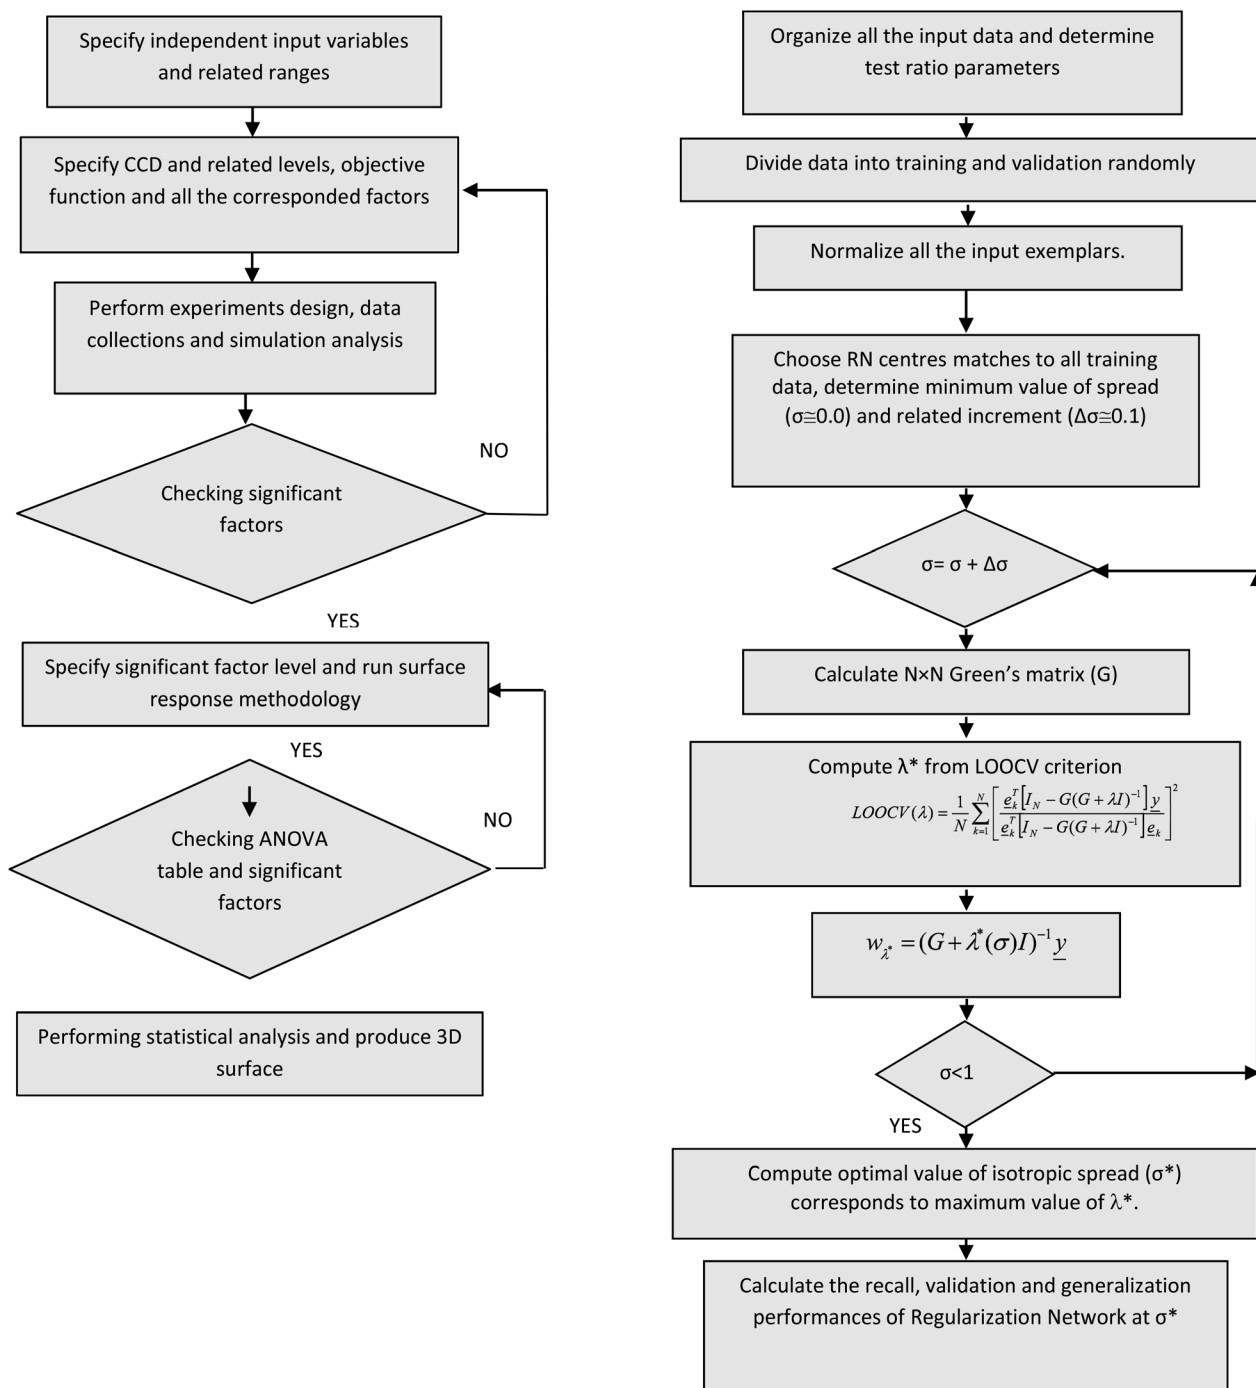 Specify independent input variables
and related ranges
Specify CCD and related levels, objective
function and all the corresponded factors
Perform experiments design, data
collections and simulation analysis
NO
Checking significant
factors
YES
Specify significant factor level and run surface
response methodology
YES
NO
Checking ANOVA
table and significant
factors
Performing statistical analysis and produce 3D
surface
Organize all the input data and determine
test ratio parameters
Divide data into training and validation randomly
Normalize all the input exemplars.
Choose RN centres matches to all training
data, determine minimum value of spread
(σ≅0.0) and related increment (Δσ≅0.1)
σ= σ + Δσ
Calculate N×N Green’s matrix (G)
Compute λ* from LOOCV criterion
LOOCV(λ) = 1/N ∑_{k=1}^{N} [ e_k^T [I_N − G(G + λI)^{-1}] y / e_k^T [I_N − G(G + λI)^{-1}] e_k ]^2
w_{λ*} = (G + λ*(σ)I)^{-1} y
σ<1
YES
Compute optimal value of isotropic spread (σ*)
corresponds to maximum value of λ*.
Calculate the recall, validation and generalization
performances of Regularization Network at σ*